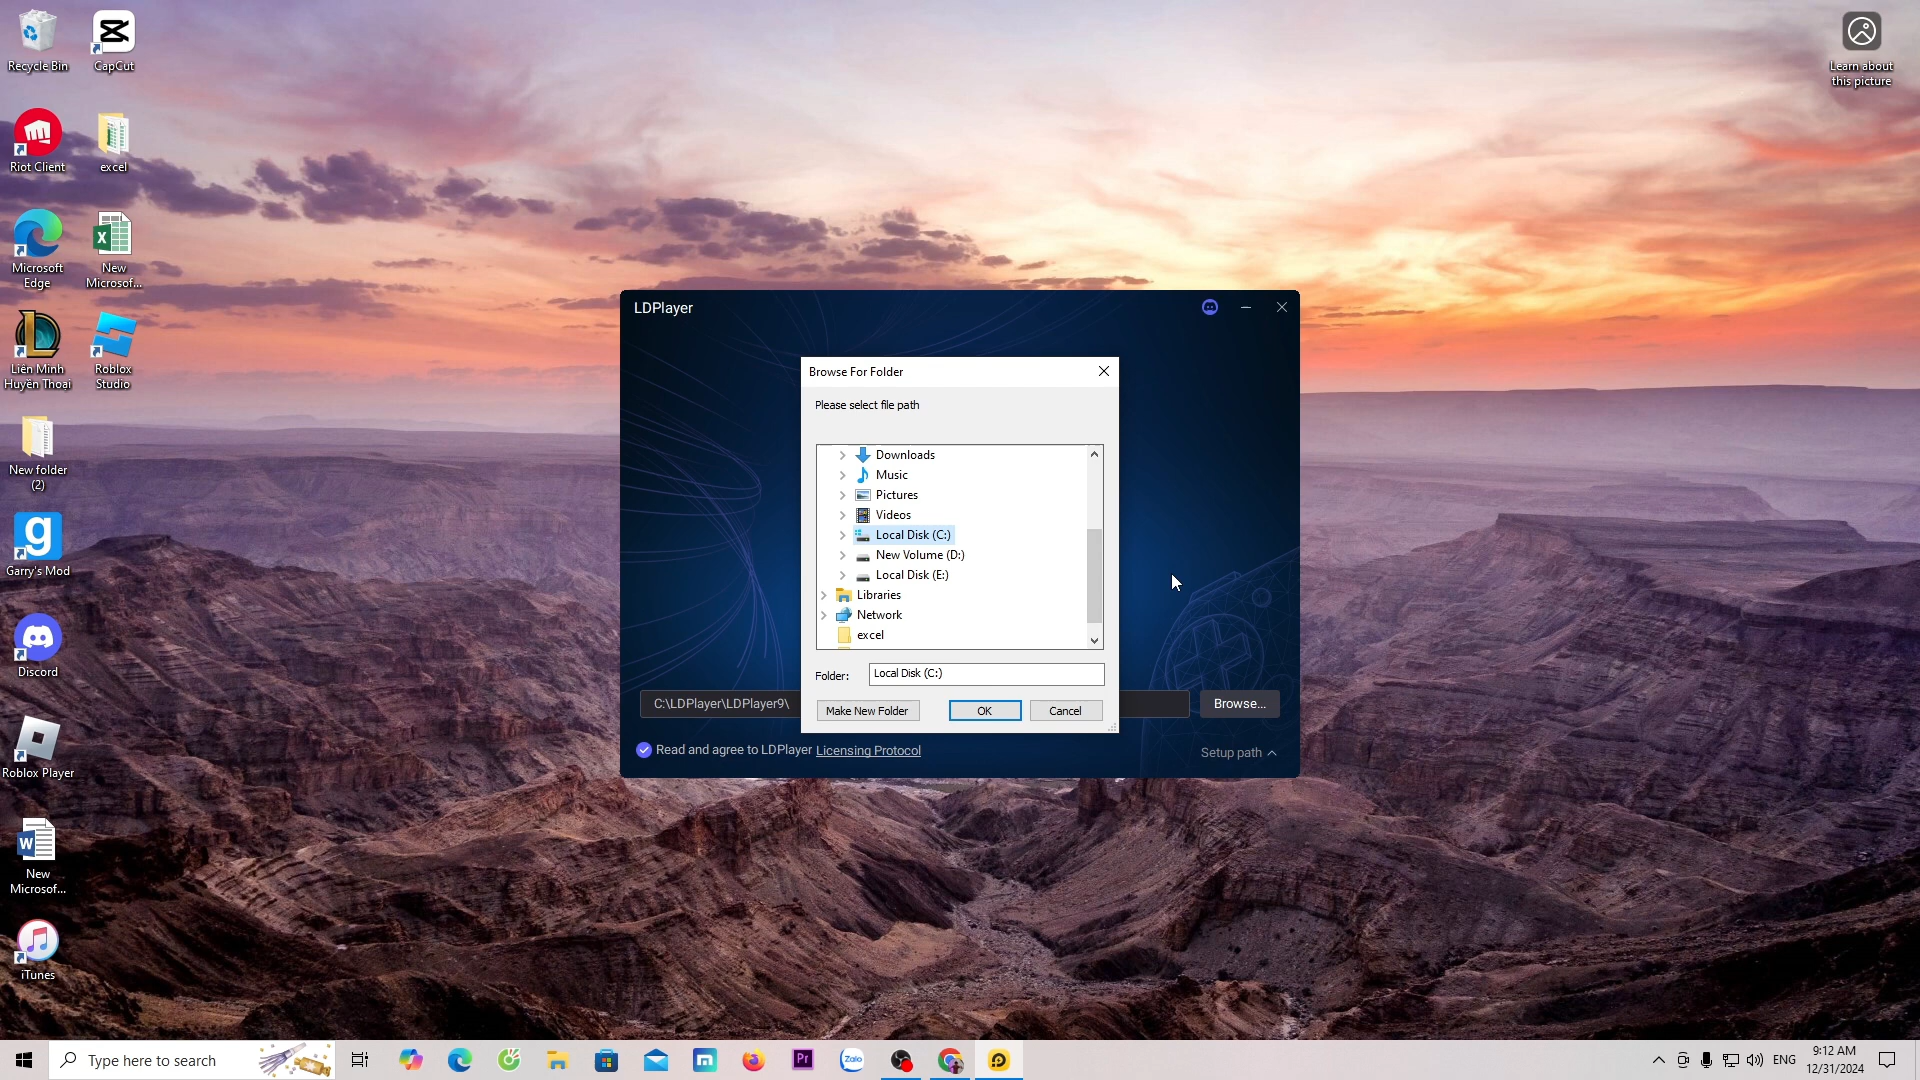 Recycle Bin
CapCut
Learn about
this picture
Riot Client
excel
Microsoft
Edge
New
Microsof...
Liên Minh
Huyền Thoại
Roblox
Studio
New folder
(2)
Garry's Mod
Discord
Roblox Player
New
Microsof...
iTunes
LDPlayer
Browse For Folder
Please select file path
Downloads
Music
Pictures
Videos
Local Disk (C:)
New Volume (D:)
Local Disk (E:)
Libraries
Network
excel
Folder:
Local Disk (C:)
Make New Folder
OK
Cancel
C:\LDPlayer\LDPlayer9\
Browse...
Read and agree to LDPlayer Licensing Protocol
Setup path
Type here to search
Pr
Zalo
ENG
9:12 AM
12/31/2024